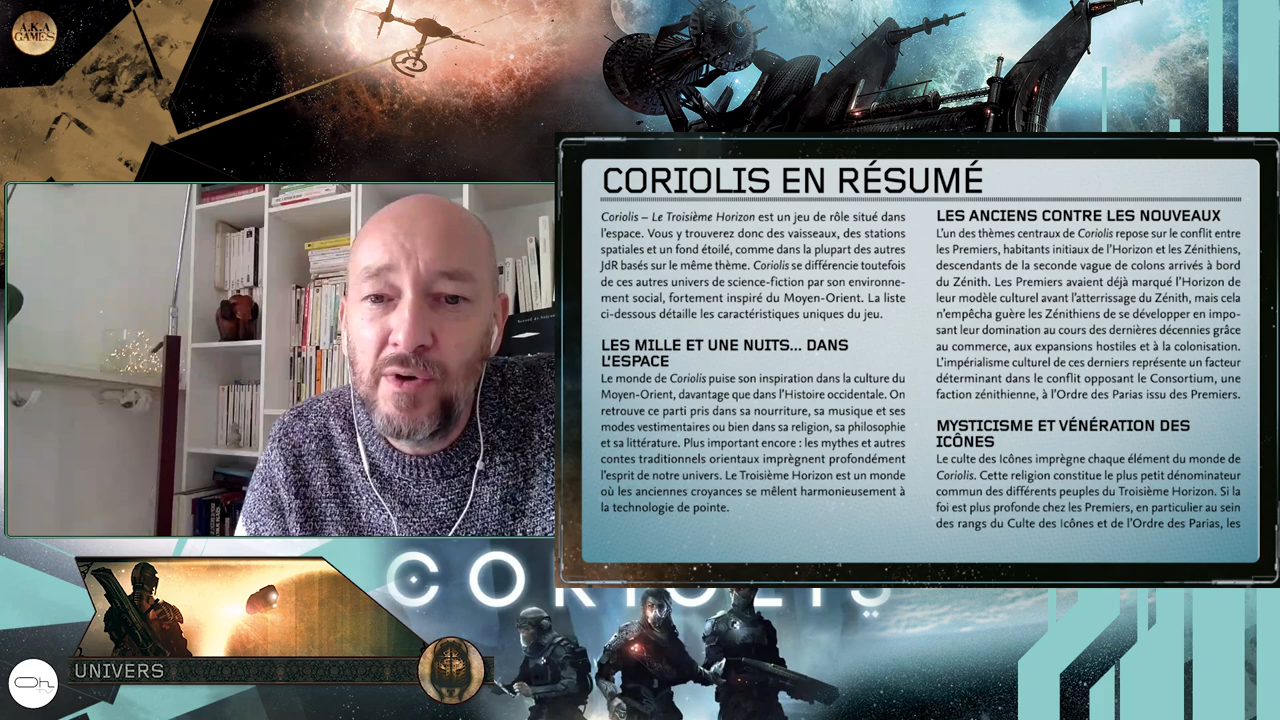 A.K.A
GAMES
CORIOLIS EN RÉSUMÉ
Coriolis – Le Troisième Horizon est un jeu de rôle situé dans
l'espace. Vous y trouverez donc des vaisseaux, des stations
spatiales et un fond étoilé, comme dans la plupart des autres
JdR basés sur le même thème. Coriolis se différencie toutefois
de ces autres univers de science-fiction par son environne-
ment social, fortement inspiré du Moyen-Orient. La liste
ci-dessous détaille les caractéristiques uniques du jeu.
LES MILLE ET UNE NUITS... DANS
L'ESPACE
Le monde de Coriolis puise son inspiration dans la culture du
Moyen-Orient, davantage que dans l'Histoire occidentale. On
retrouve ce parti pris dans sa nourriture, sa musique et ses
modes vestimentaires ou bien dans sa religion, sa philosophie
et sa littérature. Plus important encore : les mythes et autres
contes traditionnels orientaux imprègnent profondément
l'esprit de notre univers. Le Troisième Horizon est un monde
où les anciennes croyances se mêlent harmonieusement à
la technologie de pointe.
LES ANCIENS CONTRE LES NOUVEAUX
L'un des thèmes centraux de Coriolis repose sur le conflit entre
les Premiers, habitants initiaux de l'Horizon et les Zénithiens,
descendants de la seconde vague de colons arrivés à bord
du Zénith. Les Premiers avaient déjà marqué l'Horizon de
leur modèle culturel avant l'atterrissage du Zénith, mais cela
n'empêcha guère les Zénithiens de se développer en impo-
sant leur domination au cours des dernières décennies grâce
au commerce, aux expansions hostiles et à la colonisation.
L'impérialisme culturel de ces derniers représente un facteur
déterminant dans le conflit opposant le Consortium, une
faction zénithienne, à l'Ordre des Parias issu des Premiers.
MYSTICISME ET VÉNÉRATION DES
ICÔNES
Le culte des Icônes imprègne chaque élément du monde de
Coriolis. Cette religion constitue le plus petit dénominateur
commun des différents peuples du Troisième Horizon. Si la
foi est plus profonde chez les Premiers, en particulier au sein
des rangs du Culte des Icônes et de l'Ordre des Parias, les
CORIOLIS
UNIVERS